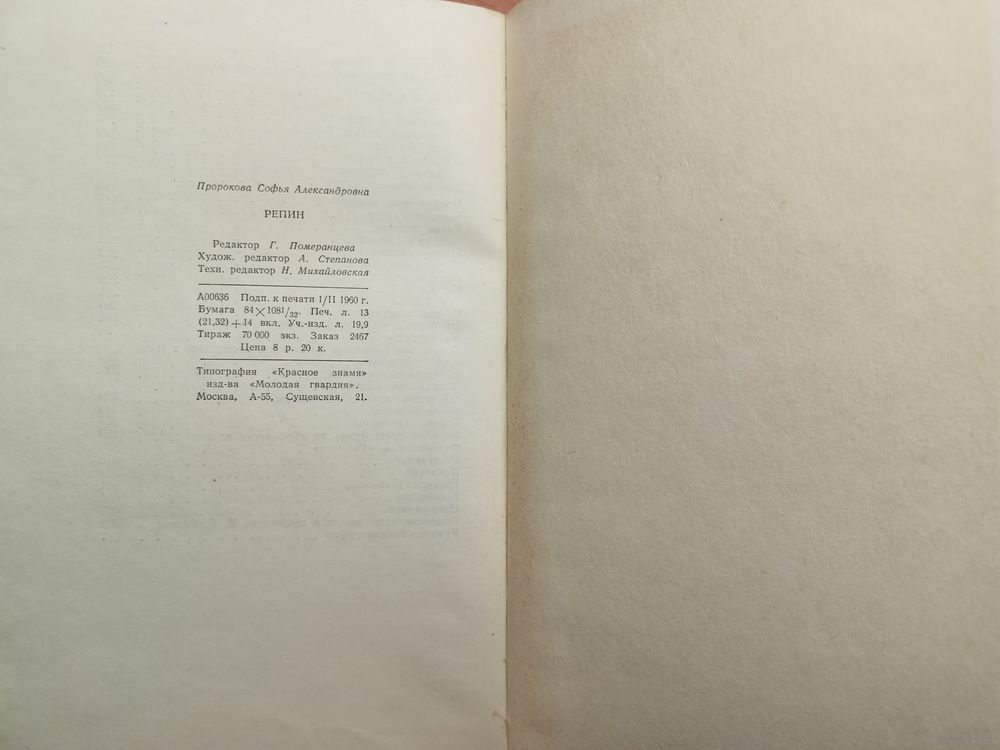 Пророкова Софья Александровна
РЕПИН
Редактор Г. Померанцева
Худож. редактор А. Степанова
Техн. редактор Н. Михайловская
А00636 Подп. к печати 1/II 1960 г.
Бумага 84×108 1/32. Печ. л. 13
(21,32)+14 вкл. Уч.-изд. л. 19,9
Тираж 70 000 экз. Заказ 2467
Цена 8 р. 20 к.
Типография «Красное знамя»
изд-ва «Молодая гвардия».
Москва, А-55, Сущевская, 21.